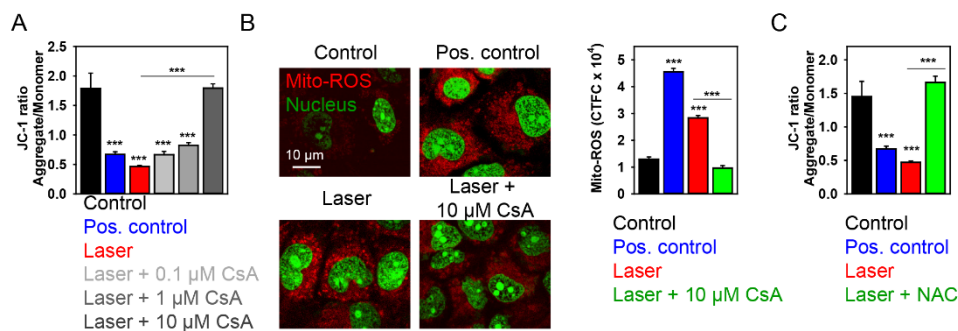 A
JC-1 ratio
Aggregate/Monomer
2.5
2.0
1.5
1.0
0.5
0.0
***
***
***
***
***
Control
Pos. control
Laser
Laser + 0.1 µM CsA
Laser + 1 µM CsA
Laser + 10 µM CsA
B
Control
Pos. control
Mito-ROS
Nucleus
10 µm
Laser
Laser +
10 µM CsA
Mito-ROS (CTFC x 10⁴)
6
5
4
3
2
1
0
***
***
***
Control
Pos. control
Laser
Laser + 10 µM CsA
C
JC-1 ratio
Aggregate/Monomer
2.0
1.5
1.0
0.5
0.0
***
***
***
Control
Pos. control
Laser
Laser + NAC